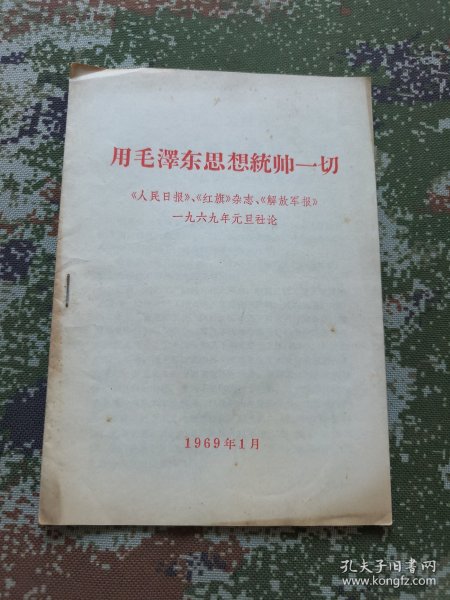 用毛澤东思想統帅一切
《人民日报》、《红旗》杂志、《解放军报》
一九六九年元旦社论
1969年1月
孔夫子旧书网
www.kongfz.com